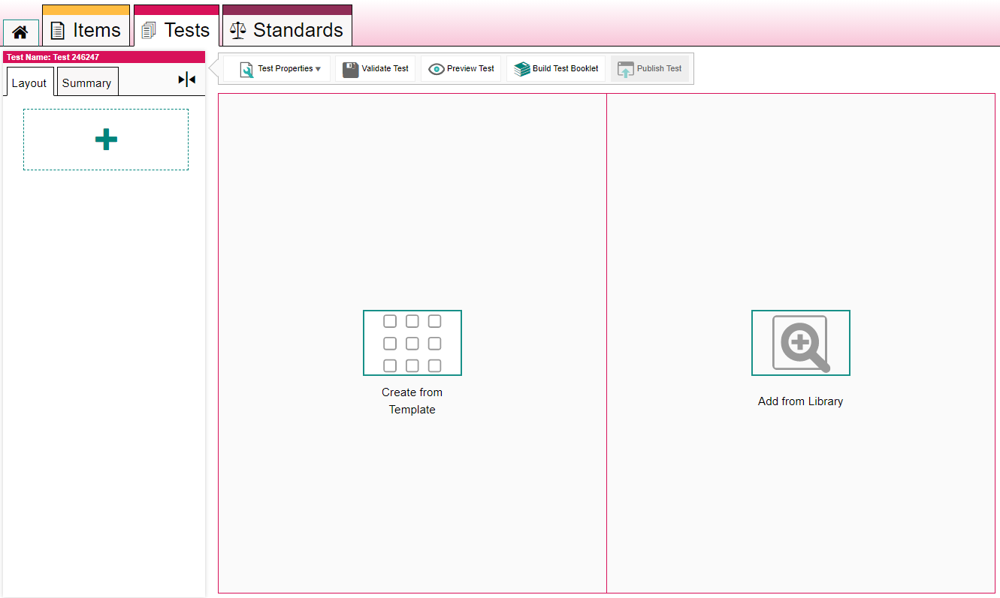 Items
Tests
Standards
Test Name: Test 246247
Layout
Summary
Test Properties ▾
Validate Test
Preview Test
Build Test Booklet
Publish Test
Create from
Template
Add from Library